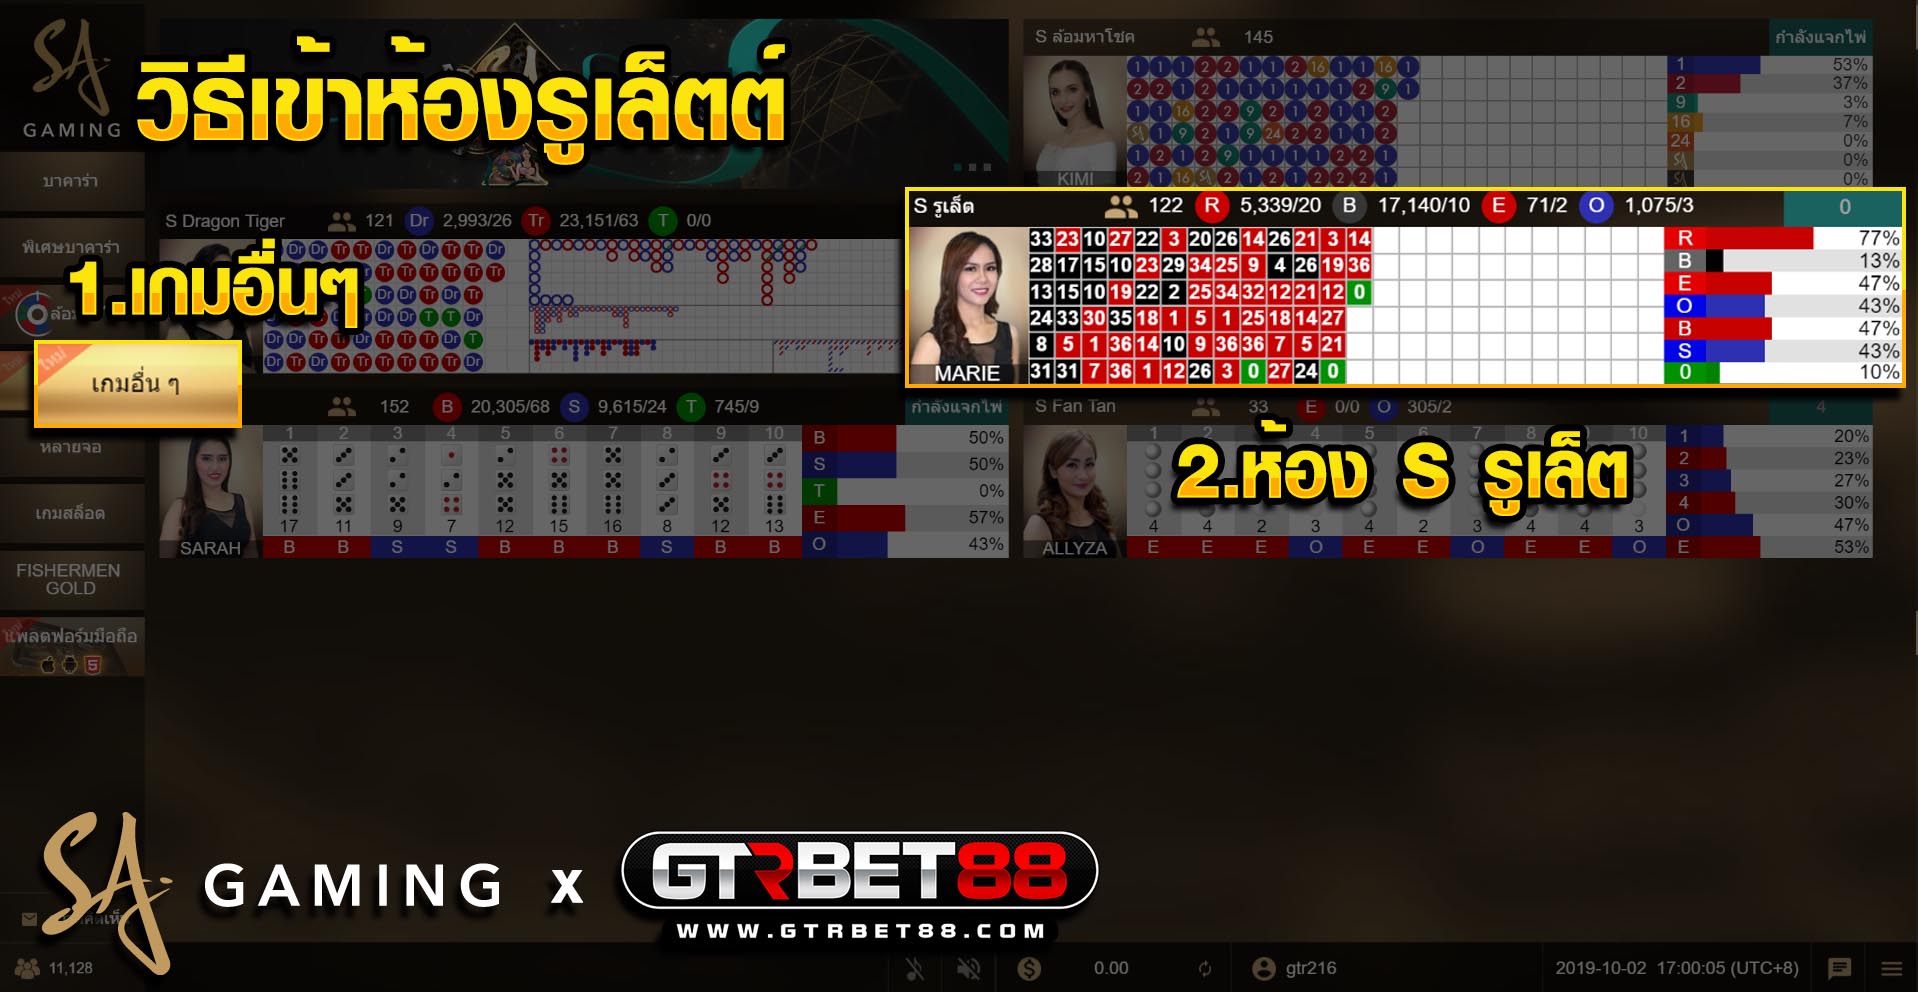 SA
GAMING
วิธีเข้าห้องรูเล็ตต์
บาคาร่า
พิเศษบาคาร่า
1.เกมอื่นๆ
ใหม่
เกมอื่น ๆ
หลายจอ
เกมสล็อต
FISHERMEN
GOLD
แพลตฟอร์มมือถือ
S ล้อมหาโชค 145 กำลังแจกไพ่
KIMI
1 53%
2 37%
9 3%
16 7%
24 0%
SA 0%
0%
S Dragon Tiger 121 Dr 2,993/26 Tr 23,151/63 T 0/0
S รูเล็ต 122 R 5,339/20 B 17,140/10 E 71/2 O 1,075/3 0
33 23 10 27 22 3 20 26 14 26 21 3 14
28 17 15 10 23 29 34 25 9 4 26 19 36
13 15 10 19 22 2 25 34 32 12 21 12 0
24 33 30 35 18 1 5 1 25 18 14 27
8 5 1 36 14 10 9 36 36 7 5 21
31 31 7 36 1 12 26 3 0 27 24 0
MARIE
R 77%
B 13%
E 47%
O 43%
B 47%
S 43%
0 10%
152 B 20,305/68 S 9,615/24 T 745/9 กำลังแจกไพ่
1 2 3 4 5 6 7 8 9 10
17 11 9 7 12 15 16 8 12 13
SARAH B B S S B B B S B B
B 50%
S 50%
T 0%
E 57%
O 43%
S Fan Tan 33 E 0/0 O 305/2 4
2.ห้อง S รูเล็ต
4 4 2 3 4 2 3 4 4 3
ALLYZA E E E O E E O E E O
1 20%
2 23%
3 27%
4 30%
O 47%
E 53%
SA GAMING x GTRBET88
WWW.GTRBET88.COM
11,128 0.00 gtr216 2019-10-02 17:00:05 (UTC+8)